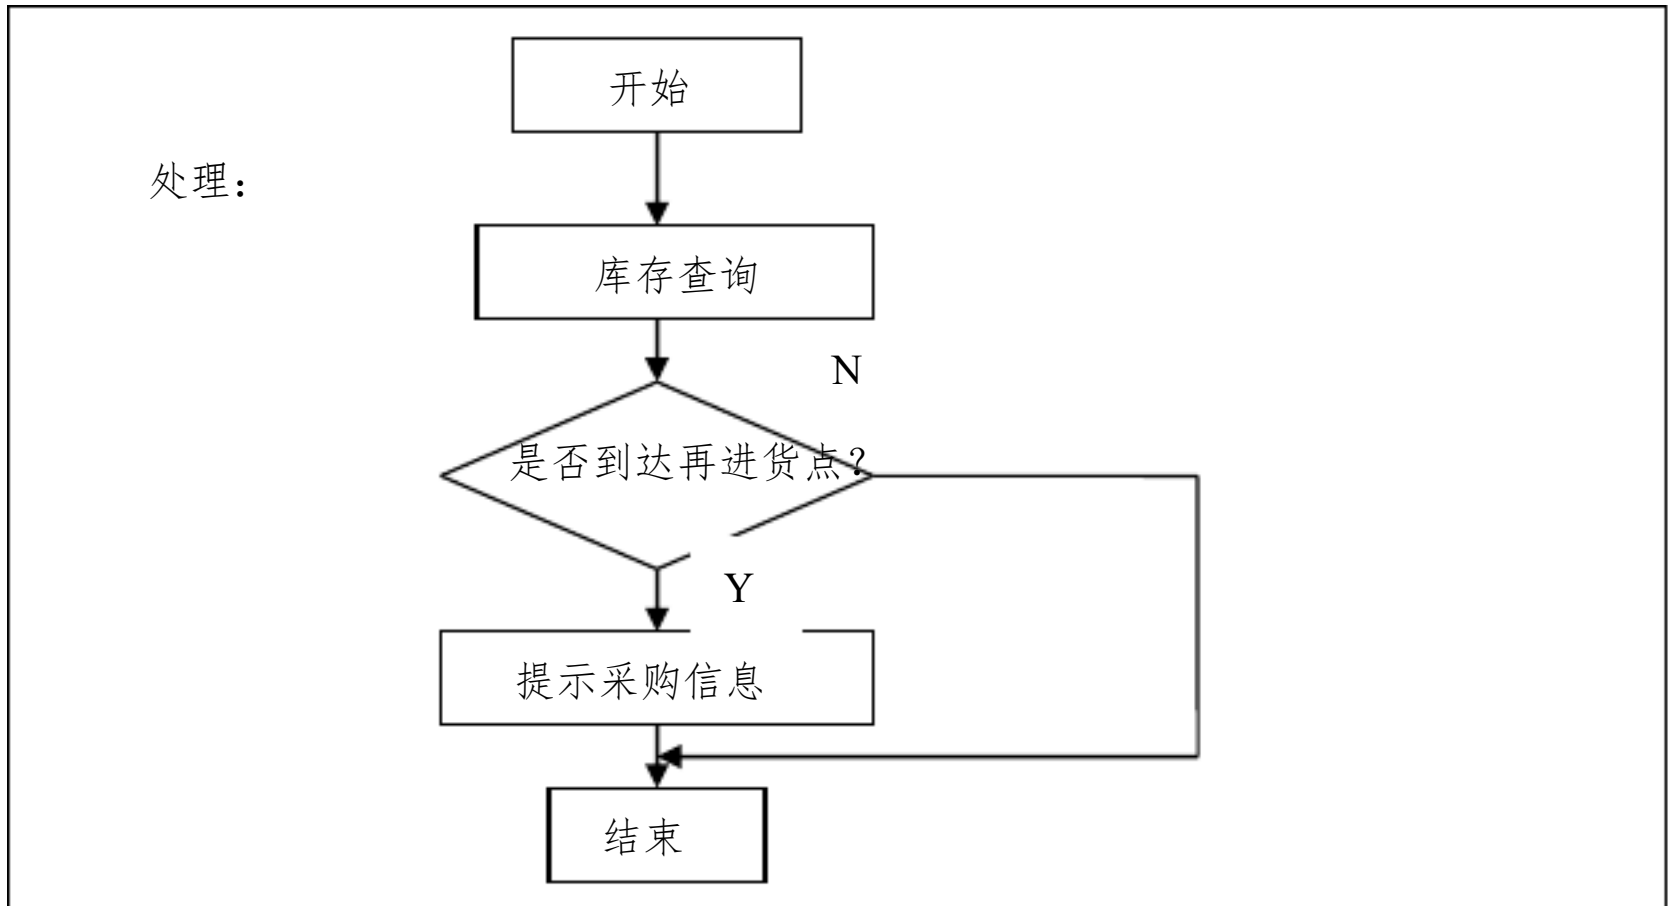 开始
处理：
库存查询
N
是否到达再进货点？
Y
提示采购信息
结束